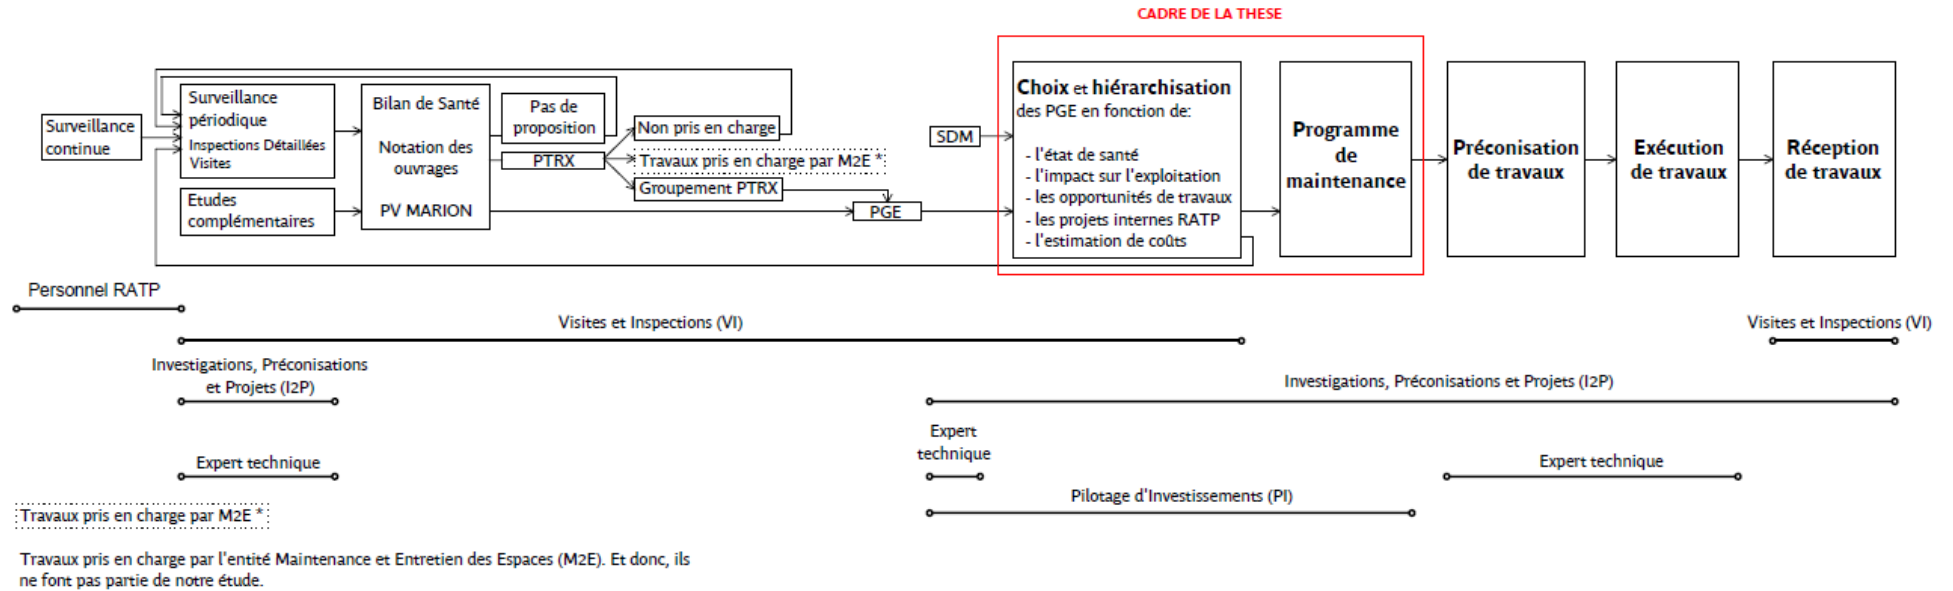 CADRE DE LA THESE
Surveillance
continue
Surveillance
périodique
Inspections Détaillées
Visites
Etudes
complémentaires
Bilan de Santé
Notation des
ouvrages
PV MARION
Pas de
proposition
PTRX
Non pris en charge
Travaux pris en charge par M2E *
Groupement PTRX
PGE
SDM
Choix et hiérarchisation
des PGE en fonction de:
- l'état de santé
- l'impact sur l'exploitation
- les opportunités de travaux
- les projets internes RATP
- l'estimation de coûts
Programme
de
maintenance
Préconisation
de travaux
Exécution
de travaux
Réception
de travaux
Personnel RATP
Visites et Inspections (VI)
Visites et Inspections (VI)
Investigations, Préconisations
et Projets (I2P)
Investigations, Préconisations et Projets (I2P)
Expert technique
Expert
technique
Expert technique
Pilotage d'Investissements (PI)
Travaux pris en charge par M2E *
Travaux pris en charge par l'entité Maintenance et Entretien des Espaces (M2E). Et donc, ils
ne font pas partie de notre étude.